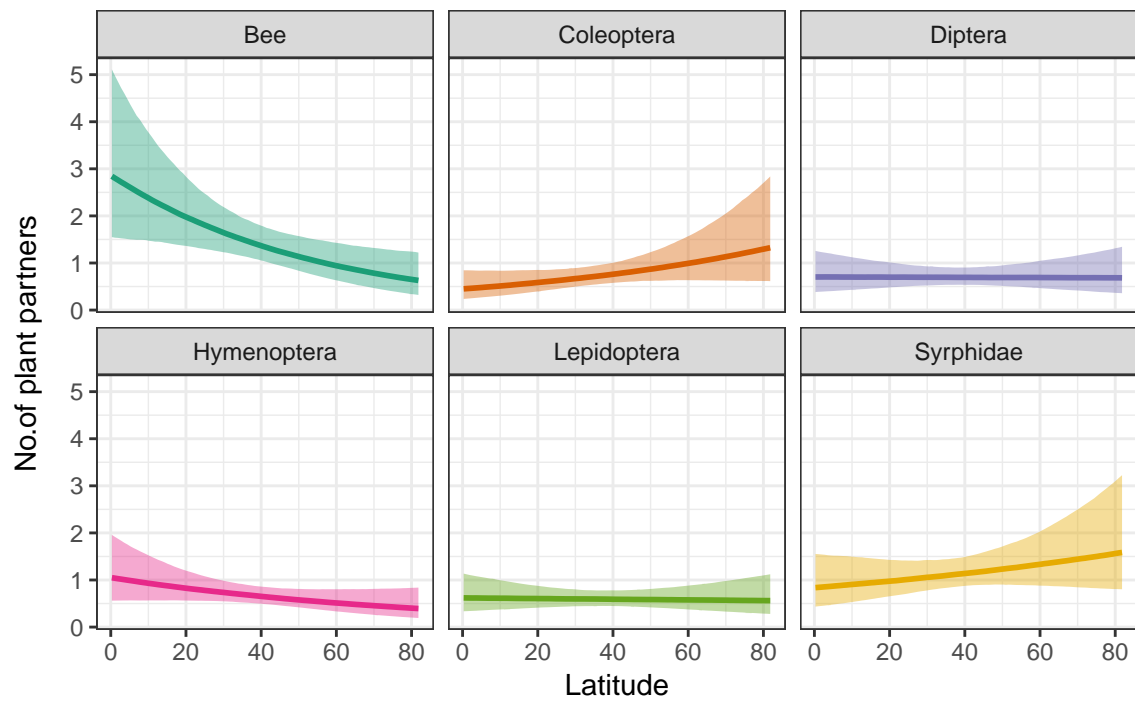 Bee Coleoptera Diptera
5
4
3
2
1
0
Hymenoptera Lepidoptera Syrphidae
5
4
3
2
1
0
0 20 40 60 80 0 20 40 60 80 0 20 40 60 80
Latitude
No.of plant partners